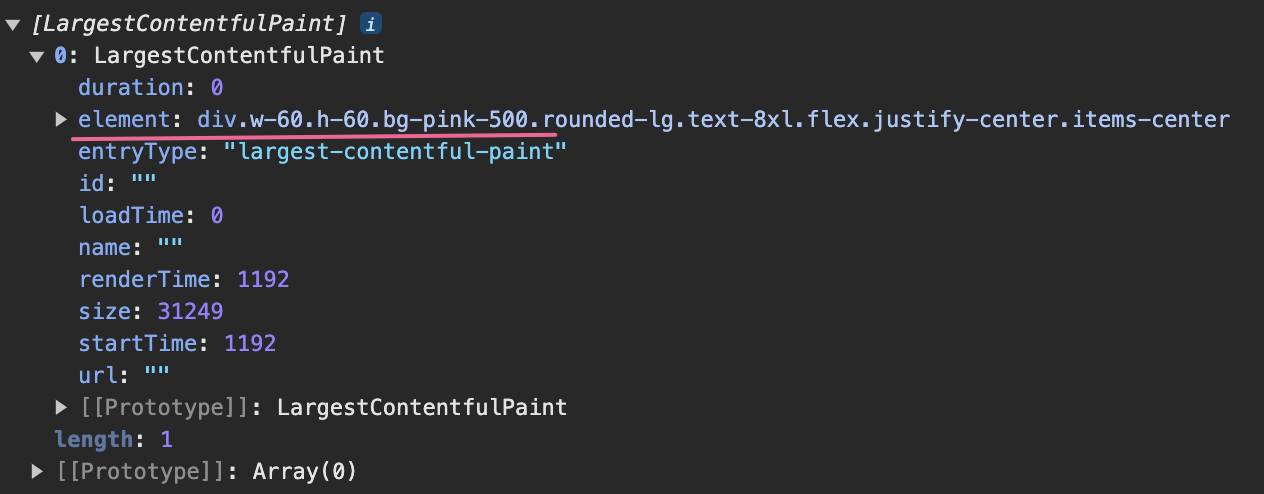 [LargestContentfulPaint] i
0: LargestContentfulPaint
duration: 0
element: div.w-60.h-60.bg-pink-500.rounded-lg.text-8xl.flex.justify-center.items-center
entryType: "largest-contentful-paint"
id: ""
loadTime: 0
name: ""
renderTime: 1192
size: 31249
startTime: 1192
url: ""
[[Prototype]]: LargestContentfulPaint
length: 1
[[Prototype]]: Array(0)